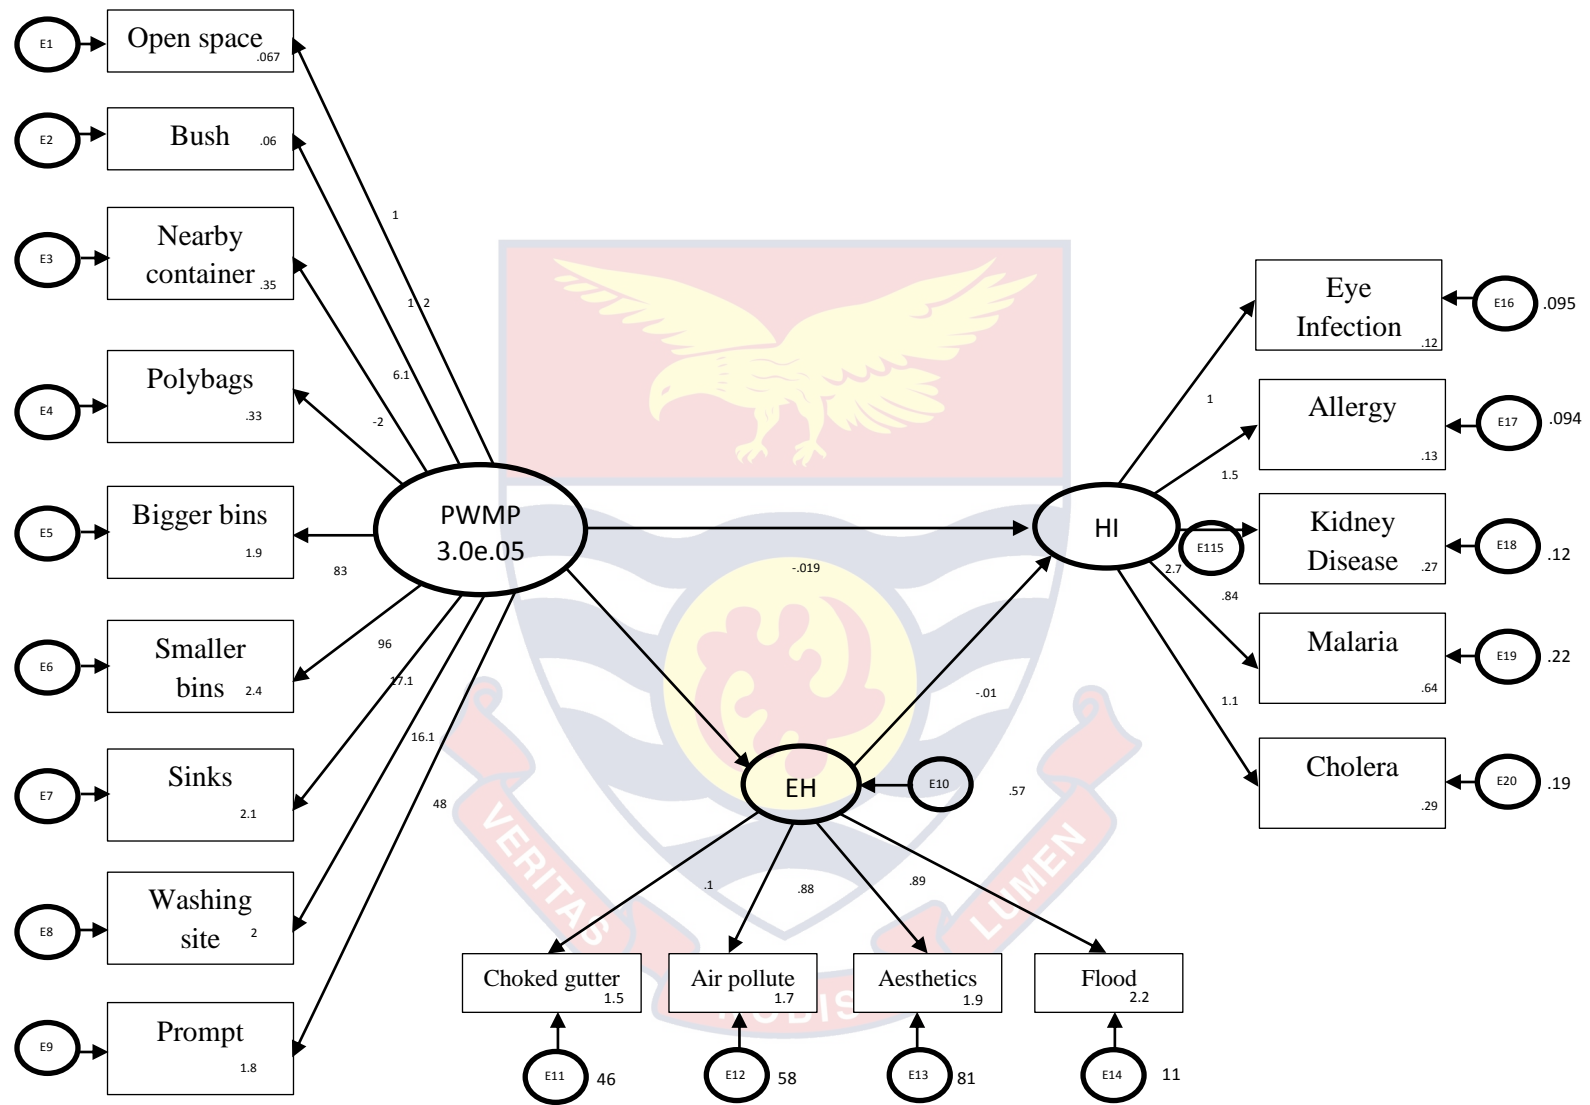 E1
Open space
.067
E2
Bush
.06
E3
Nearby
container
.35
E4
Polybags
.33
E5
Bigger bins
1.9
E6
Smaller
bins
2.4
E7
Sinks
2.1
E8
Washing
site
2
E9
Prompt
1.8
1
1 2
6.1
-2
83
96
17.1
16.1
48
PWMP
3.0e.05
-.019
-.01
.57
HI
E115
EH
E10
.1
.88
.89
Choked gutter
1.5
Air pollute
1.7
Aesthetics
1.9
Flood
2.2
E11
46
E12
58
E13
81
E14
11
1
1.5
2.7
.84
1.1
Eye
Infection
.12
E16
.095
Allergy
.13
E17
.094
Kidney
Disease
.27
E18
.12
Malaria
.64
E19
.22
Cholera
.29
E20
.19
VERITAS
NOBIS
LUMEN